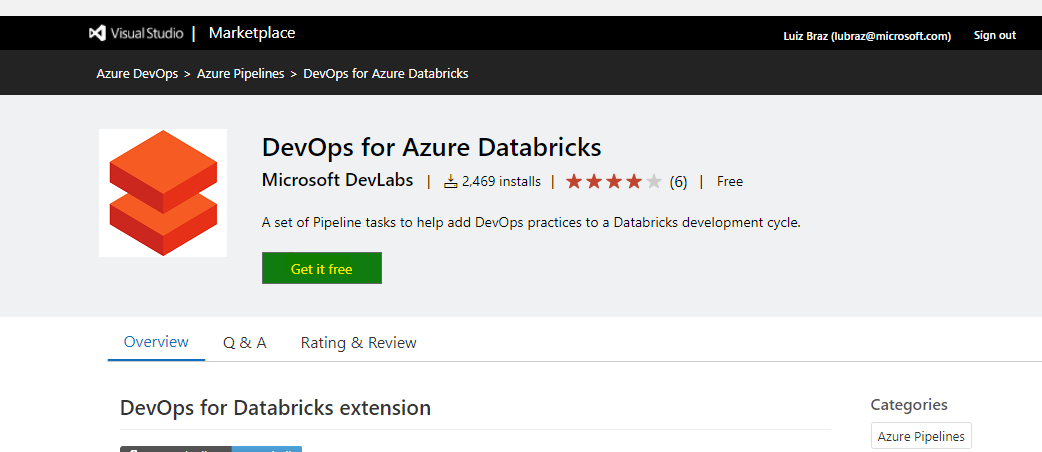 Visual Studio | Marketplace
Luiz Braz (lubraz@microsoft.com) Sign out
Azure DevOps > Azure Pipelines > DevOps for Azure Databricks
DevOps for Azure Databricks
Microsoft DevLabs | 2,469 installs | (6) | Free
A set of Pipeline tasks to help add DevOps practices to a Databricks development cycle.
Get it free
Overview Q & A Rating & Review
DevOps for Databricks extension
Categories
Azure Pipelines